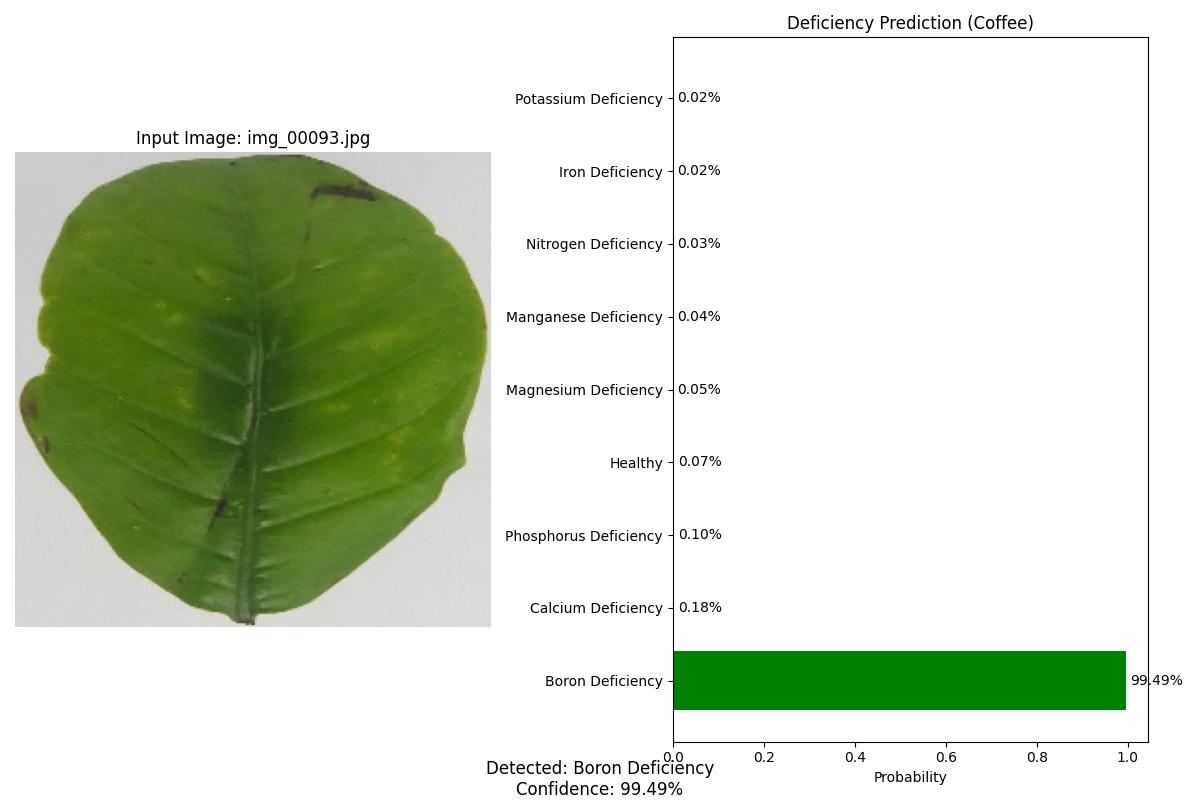 Input Image: img_00093.jpg
Deficiency Prediction (Coffee)
Potassium Deficiency 0.02%
Iron Deficiency 0.02%
Nitrogen Deficiency 0.03%
Manganese Deficiency 0.04%
Magnesium Deficiency 0.05%
Healthy 0.07%
Phosphorus Deficiency 0.10%
Calcium Deficiency 0.18%
Boron Deficiency 99.49%
0.0 0.2 0.4 0.6 0.8 1.0
Probability
Detected: Boron Deficiency
Confidence: 99.49%